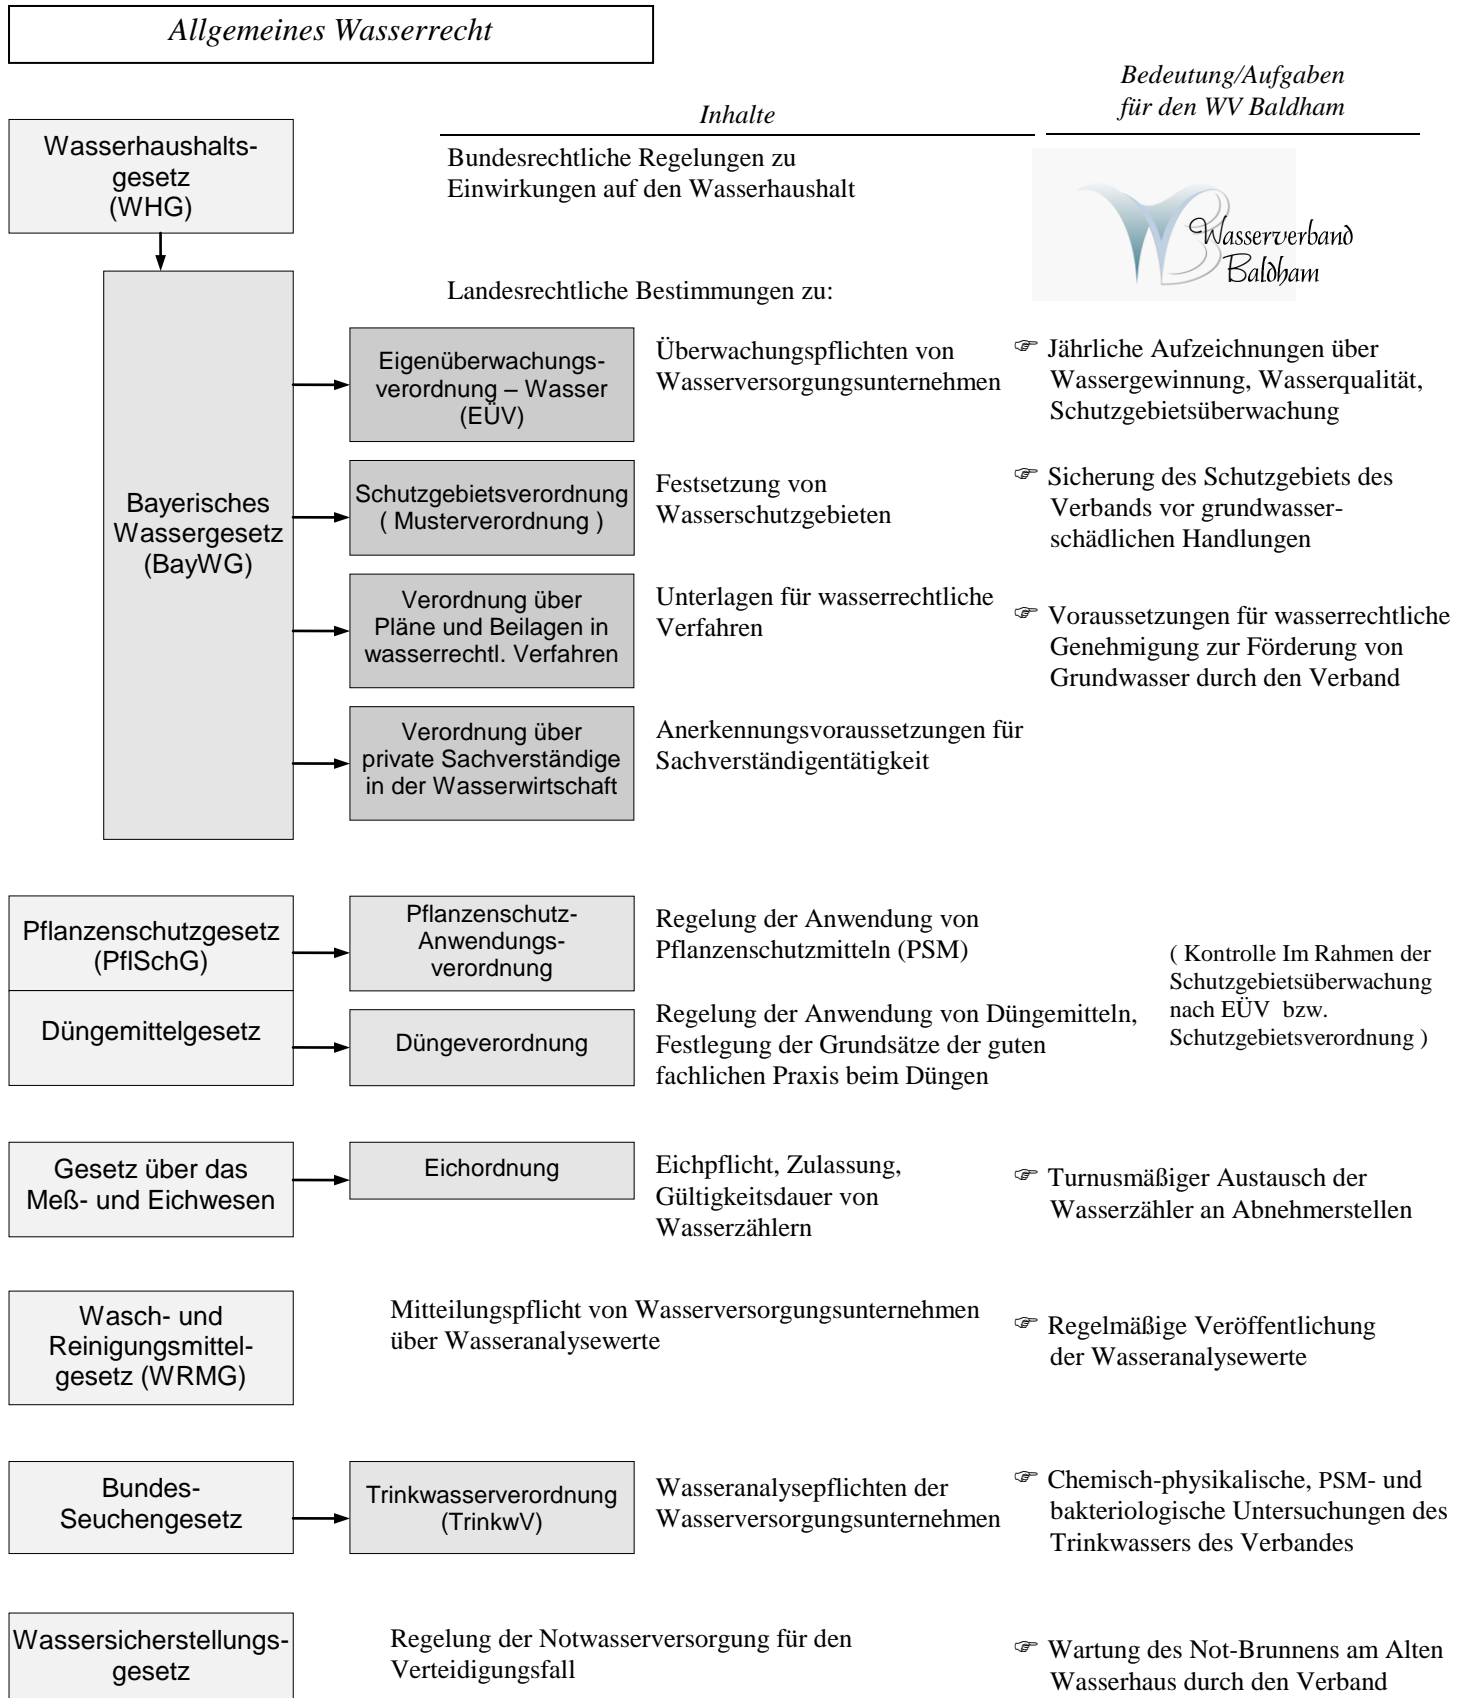 Allgemeines Wasserrecht
Inhalte
Bedeutung/Aufgaben
für den WV Baldham
Wasserhaushalts-
gesetz
(WHG)
Bundesrechtliche Regelungen zu
Einwirkungen auf den Wasserhaushalt
Wasserverband
Baldham
Bayerisches
Wassergesetz
(BayWG)
Landesrechtliche Bestimmungen zu:
Eigenüberwachungs-
verordnung – Wasser
(EÜV)
Überwachungspflichten von
Wasserversorgungsunternehmen
☞ Jährliche Aufzeichnungen über
Wassergewinnung, Wasserqualität,
Schutzgebietsüberwachung
Schutzgebietsverordnung
( Musterverordnung )
Festsetzung von
Wasserschutzgebieten
☞ Sicherung des Schutzgebiets des
Verbands vor grundwasser-
schädlichen Handlungen
Verordnung über
Pläne und Beilagen in
wasserrechtl. Verfahren
Unterlagen für wasserrechtliche
Verfahren
☞ Voraussetzungen für wasserrechtliche
Genehmigung zur Förderung von
Grundwasser durch den Verband
Verordnung über
private Sachverständige
in der Wasserwirtschaft
Anerkennungsvoraussetzungen für
Sachverständigentätigkeit
Pflanzenschutzgesetz
(PflSchG)
Pflanzenschutz-
Anwendungs-
verordnung
Regelung der Anwendung von
Pflanzenschutzmitteln (PSM)
( Kontrolle Im Rahmen der
Schutzgebietsüberwachung
nach EÜV bzw.
Schutzgebietsverordnung )
Düngemittelgesetz
Düngeverordnung
Regelung der Anwendung von Düngemitteln,
Festlegung der Grundsätze der guten
fachlichen Praxis beim Düngen
Gesetz über das
Meß- und Eichwesen
Eichordnung
Eichpflicht, Zulassung,
Gültigkeitsdauer von
Wasserzählern
☞ Turnusmäßiger Austausch der
Wasserzähler an Abnehmerstellen
Wasch- und
Reinigungsmittel-
gesetz (WRMG)
Mitteilungspflicht von Wasserversorgungsunternehmen
über Wasseranalysewerte
☞ Regelmäßige Veröffentlichung
der Wasseranalysewerte
Bundes-
Seuchengesetz
Trinkwasserverordnung
(TrinkwV)
Wasseranalysepflichten der
Wasserversorgungsunternehmen
☞ Chemisch-physikalische, PSM- und
bakteriologische Untersuchungen des
Trinkwassers des Verbandes
Wassersicherstellungs-
gesetz
Regelung der Notwasserversorgung für den
Verteidigungsfall
☞ Wartung des Not-Brunnens am Alten
Wasserhaus durch den Verband